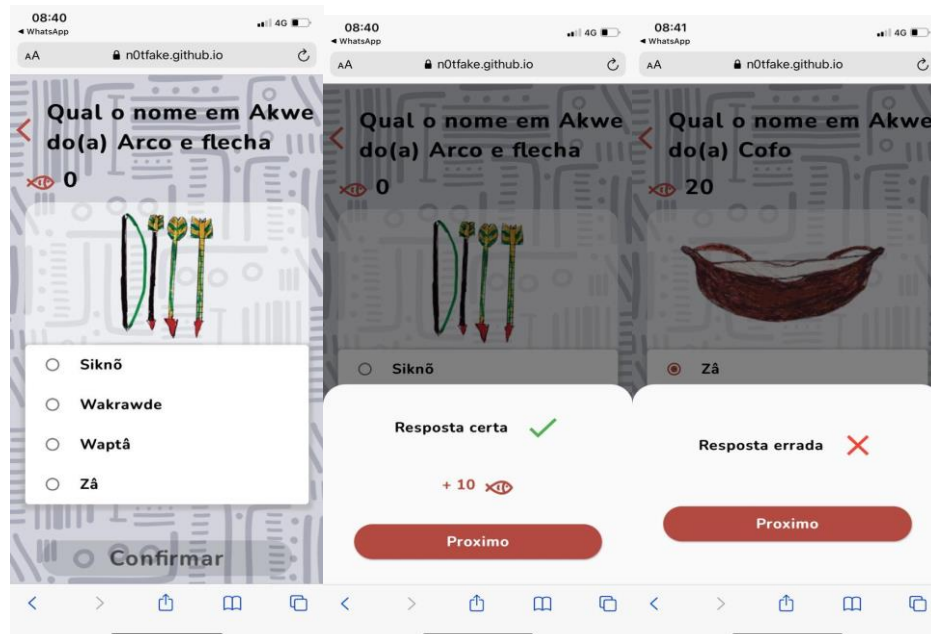 08:40
WhatsApp
4G
AA
n0tfake.github.io
Qual o nome em Akwe
do(a) Arco e flecha
0
Siknõ
Wakrawde
Waptâ
Zâ
Confirmar
08:40
WhatsApp
4G
AA
n0tfake.github.io
Qual o nome em Akwe
do(a) Arco e flecha
0
Siknõ
Resposta certa
+ 10
Proximo
08:41
WhatsApp
4G
AA
n0tfake.github.io
Qual o nome em Akwe
do(a) Cofo
20
Zâ
Resposta errada
Proximo